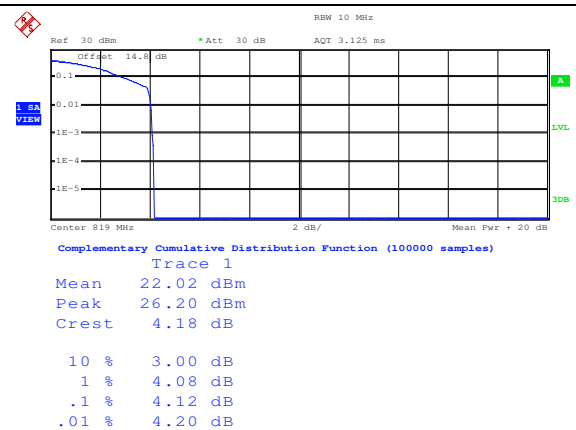 RBW 10 MHz
Ref 30 dBm *Att 30 dB AQT 3.125 ms
Offset 14.8 dB
0.1
A
0.01
1 SA
VIEW
1E-3
LVL
1E-4
1E-5
3DB
Center 819 MHz 2 dB/ Mean Pwr + 20 dB
Complementary Cumulative Distribution Function (100000 samples)
Trace 1
Mean 22.02 dBm
Peak 26.20 dBm
Crest 4.18 dB
10 % 3.00 dB
1 % 4.08 dB
.1 % 4.12 dB
.01 % 4.20 dB